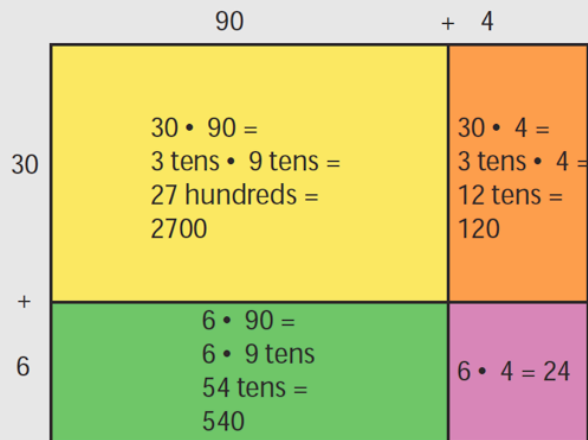 90 + 4
30
30 • 90 =
3 tens • 9 tens =
27 hundreds =
2700
30 • 4 =
3 tens • 4 =
12 tens =
120
+
6
6 • 90 =
6 • 9 tens
54 tens =
540
6 • 4 = 24